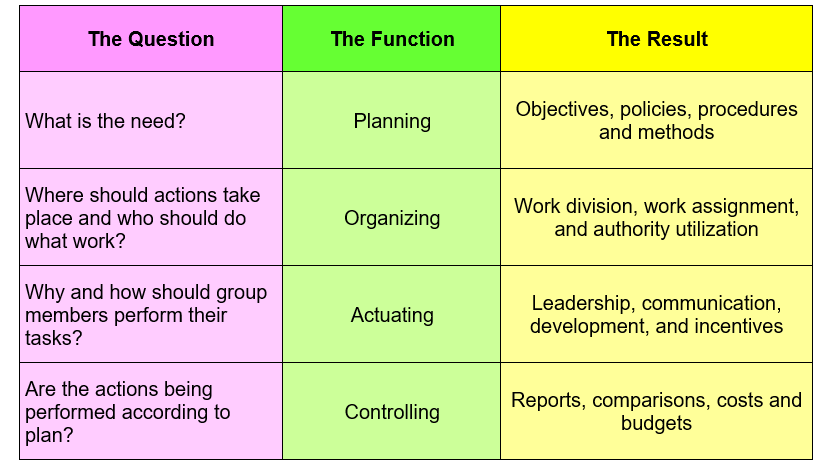 The Question
The Function
The Result
What is the need?
Planning
Objectives, policies, procedures
and methods
Where should actions take
place and who should do
what work?
Organizing
Work division, work assignment,
and authority utilization
Why and how should group
members perform their
tasks?
Actuating
Leadership, communication,
development, and incentives
Are the actions being
performed according to
plan?
Controlling
Reports, comparisons, costs and
budgets